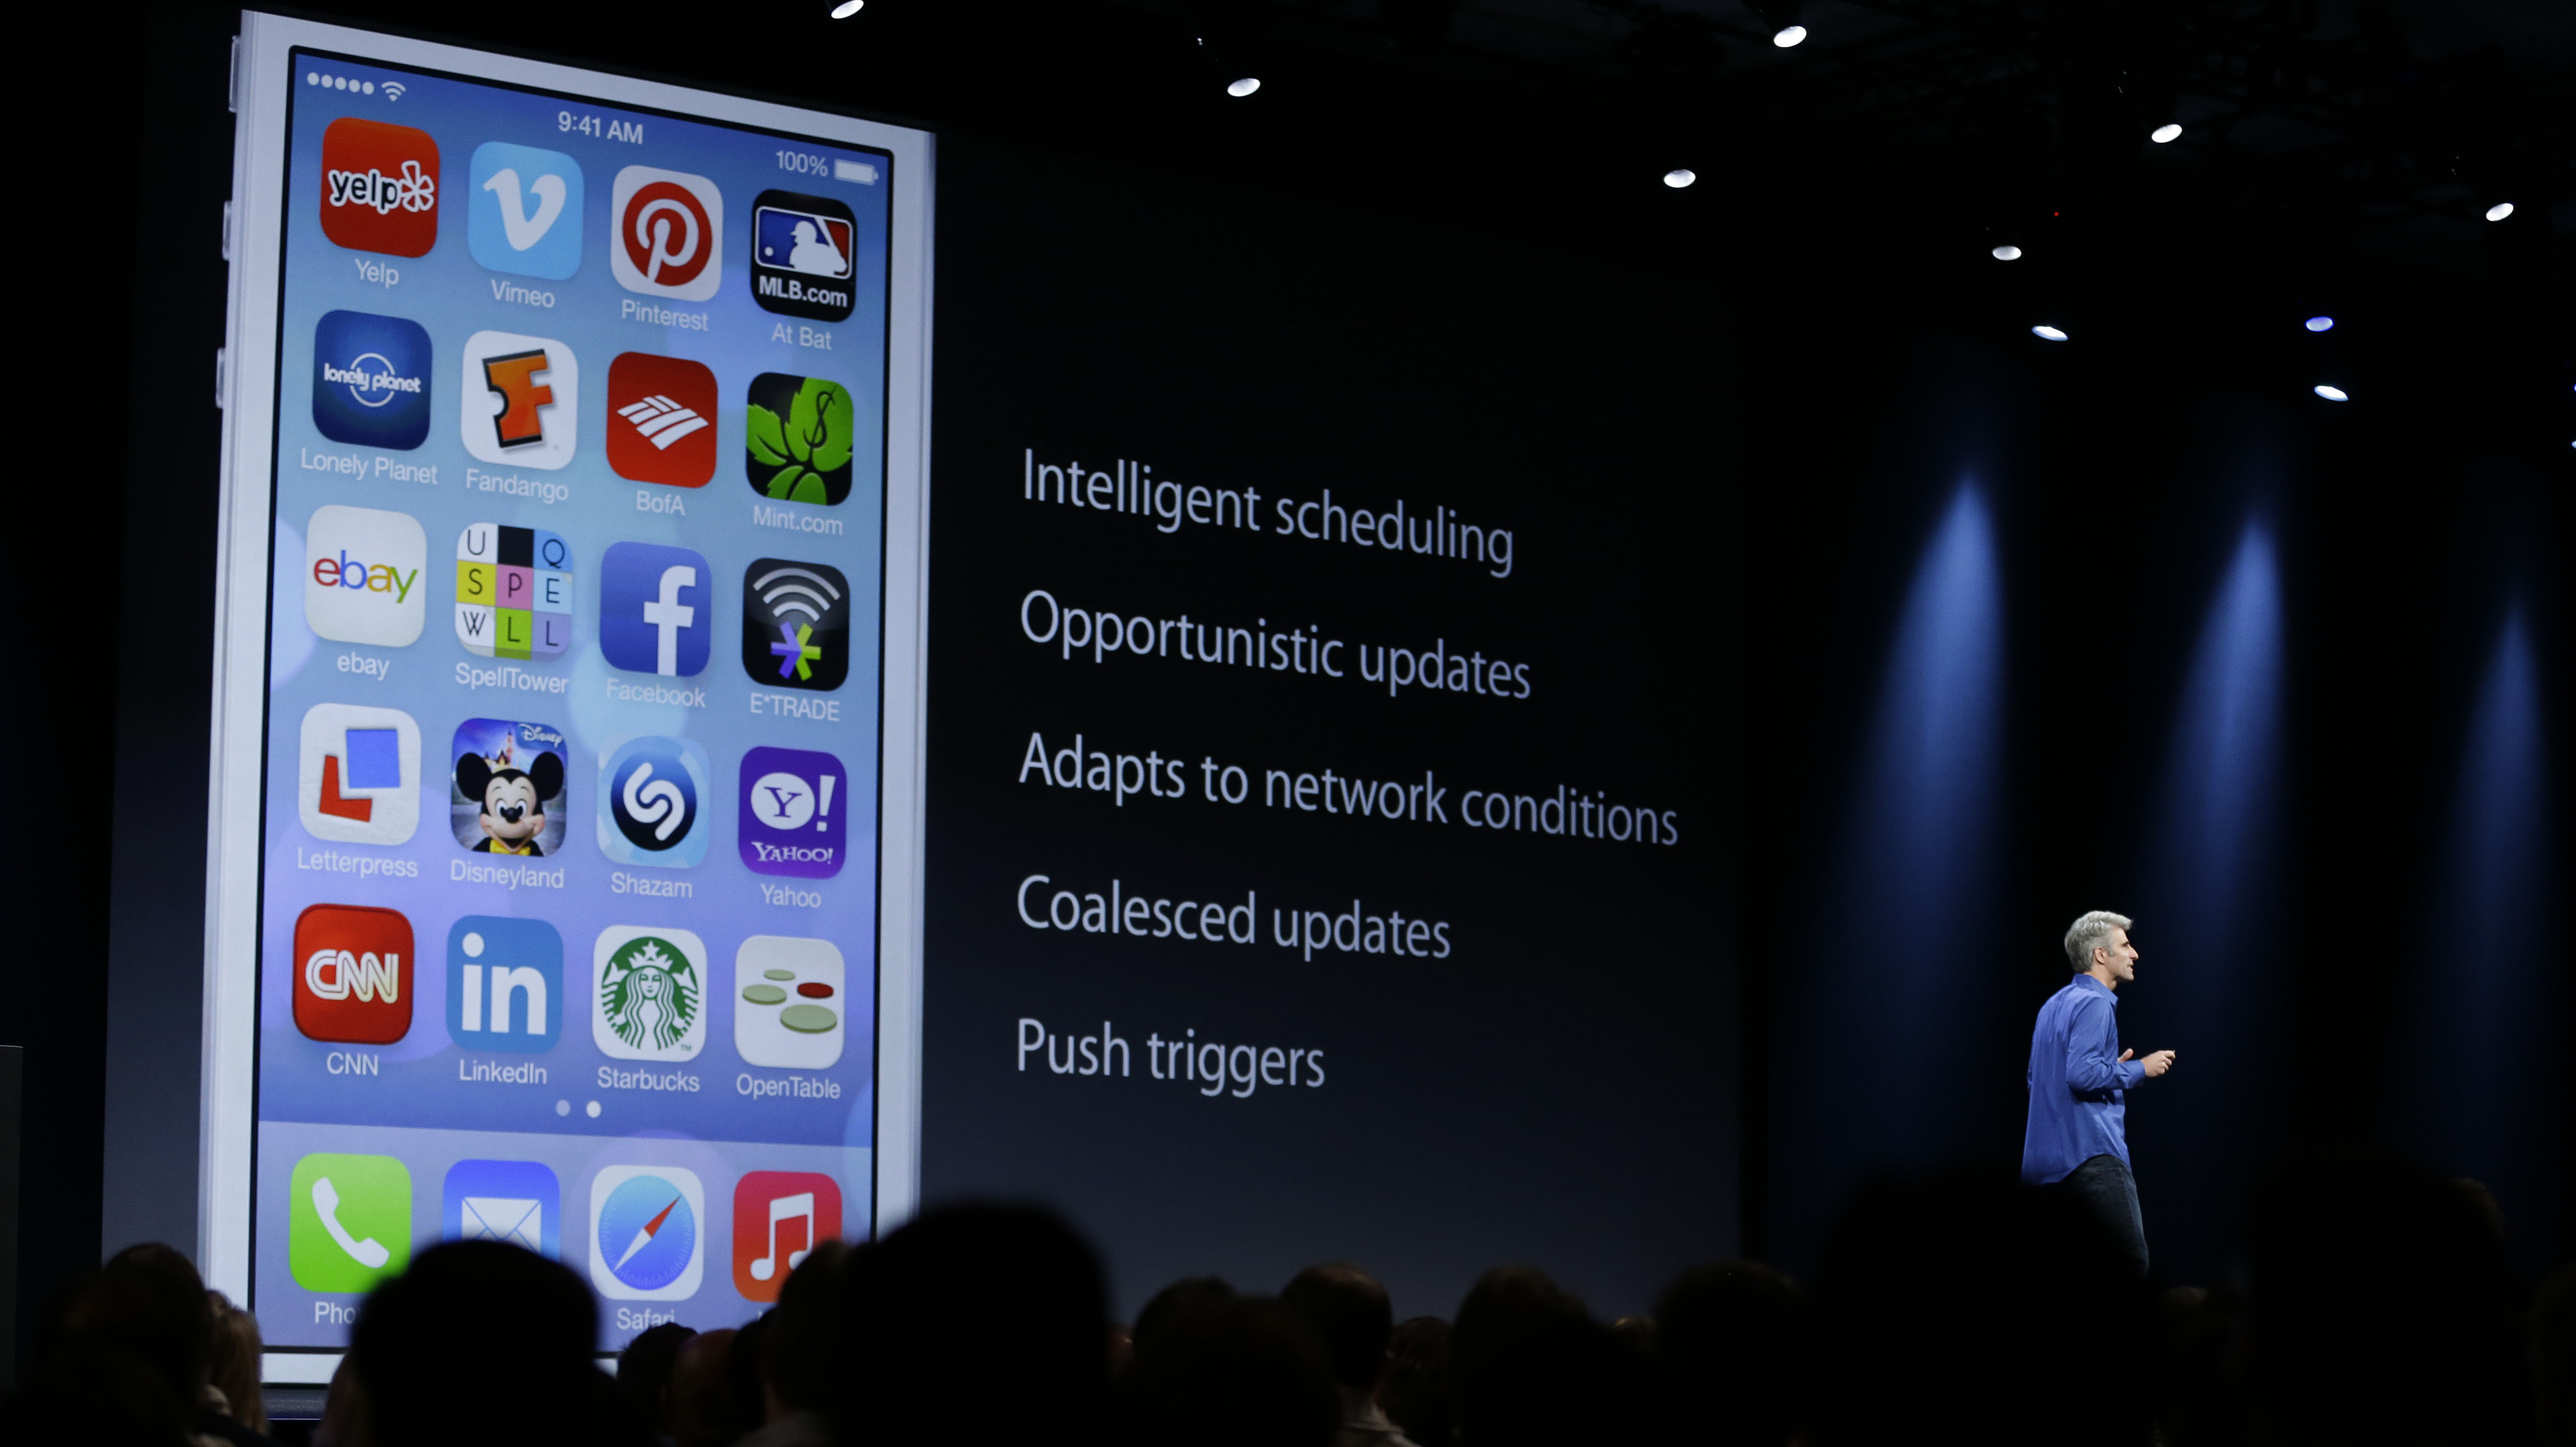 9:41 AM
100%
yelp
MLB.com
Yelp
Vimeo
Pinterest
At Bat
lonely planet
Lonely Planet
Fandango
BofA
Mint.com
ebay
U Q
S P E
W L L
f
ebay
SpellTower
Facebook
E*TRADE
Disney
Y!
YAHOO!
Letterpress
Disneyland
Shazam
Yahoo
CNN
in
CNN
LinkedIn
Starbucks
OpenTable
Pho
Safari
Intelligent scheduling
Opportunistic updates
Adapts to network conditions
Coalesced updates
Push triggers